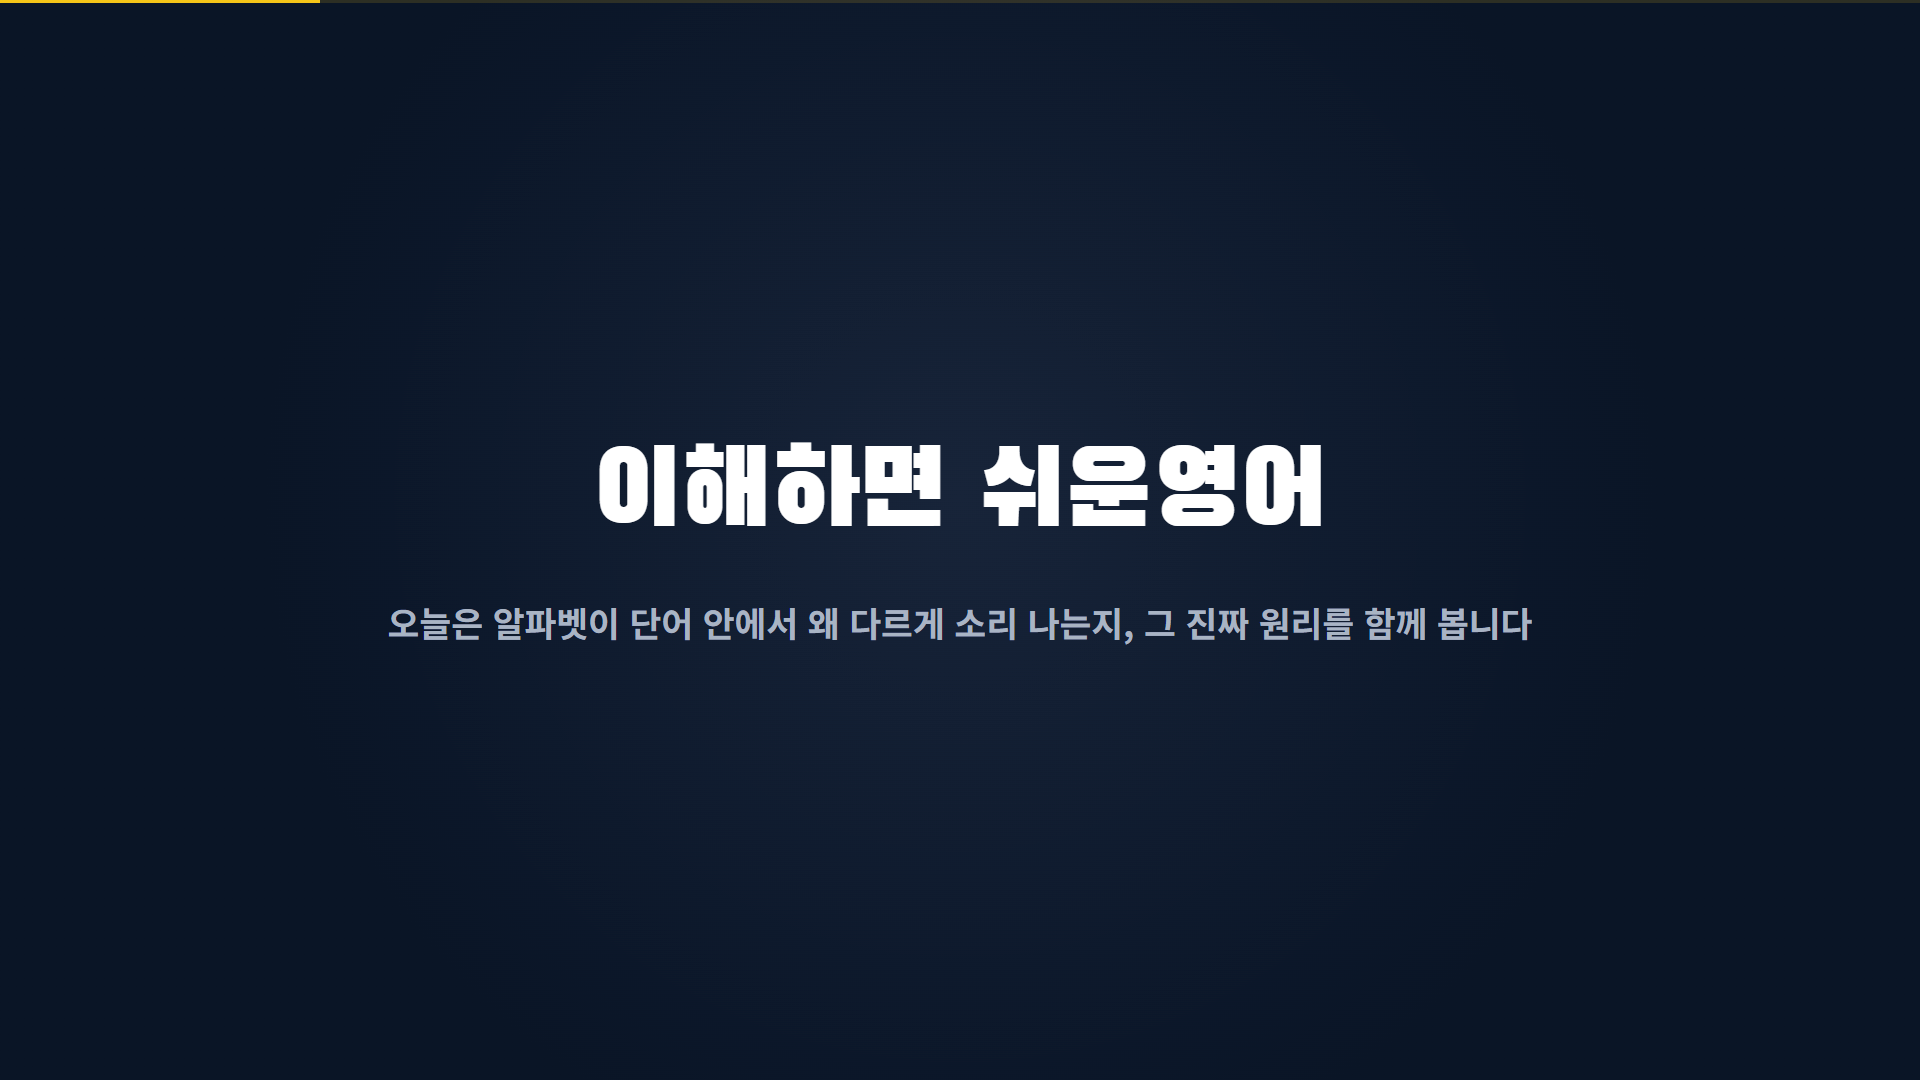 이해하면 쉬운영어
오늘은 알파벳이 단어 안에서 왜 다르게 소리 나는지, 그 진짜 원리를 함께 봅니다